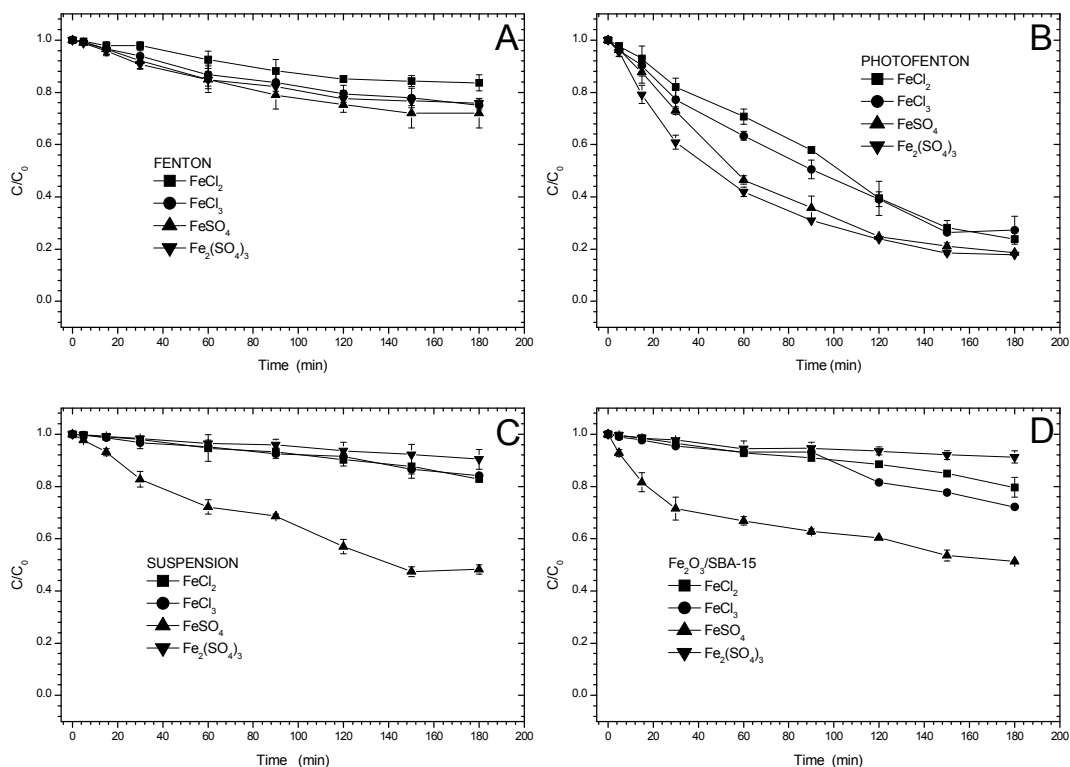 A
1.0
0.8
0.6
0.4
0.2
0.0
C/C₀
FENTON
FeCl₂
FeCl₃
FeSO₄
Fe₂(SO₄)₃
0 20 40 60 80 100 120 140 160 180 200
Time (min)
B
1.0
0.8
0.6
0.4
0.2
0.0
C/C₀
PHOTOFENTON
FeCl₂
FeCl₃
FeSO₄
Fe₂(SO₄)₃
0 20 40 60 80 100 120 140 160 180 200
Time (min)
C
1.0
0.8
0.6
0.4
0.2
0.0
C/C₀
SUSPENSION
FeCl₂
FeCl₃
FeSO₄
Fe₂(SO₄)₃
0 20 40 60 80 100 120 140 160 180 200
Time (min)
D
1.0
0.8
0.6
0.4
0.2
0.0
C/C₀
Fe₂O₃/SBA-15
FeCl₂
FeCl₃
FeSO₄
Fe₂(SO₄)₃
0 20 40 60 80 100 120 140 160 180 200
Time (min)